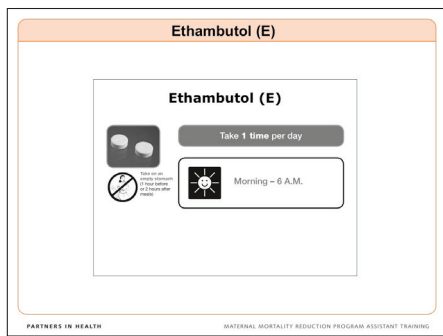 Ethambutol (E)
Ethambutol (E)
Take 1 time per day
Take on an
empty stomach
(1 hour before
or 2 hours after
meals)
Morning – 6 A.M.
PARTNERS IN HEALTH
MATERNAL MORTALITY REDUCTION PROGRAM ASSISTANT TRAINING